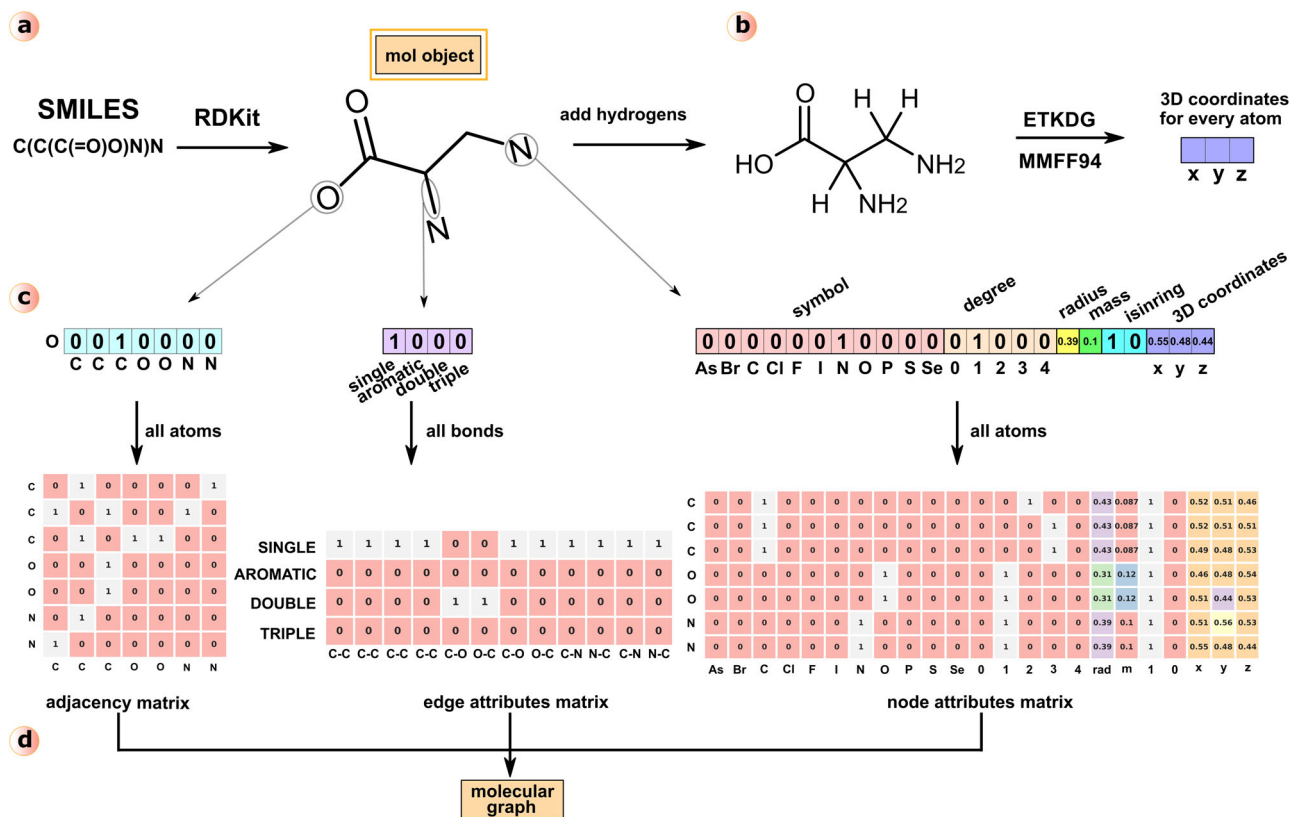 a
b
mol object
SMILES
C(C(C(=O)O)N)N
RDKit
O
O
N
N
add hydrogens
O
H H
HO
NH2
H NH2
ETKDG
MMFF94
3D coordinates
for every atom
x y z
c
O 0 0 1 0 0 0 0
C C C O O N N
1 0 0 0
single
aromatic
double
triple
symbol
degree
radius
mass
isinring
3D coordinates
0 0 0 0 0 0 1 0 0 0 0 0 1 0 0 0 0.39 0.1 1 0 0.55 0.48 0.44
As Br C Cl F I N O P S Se 0 1 2 3 4 x y z
all atoms
all bonds
all atoms
C 0 1 0 0 0 0 1
C 1 0 1 0 0 1 0
C 0 1 0 1 1 0 0
O 0 0 1 0 0 0 0
O 0 0 1 0 0 0 0
N 0 1 0 0 0 0 0
N 1 0 0 0 0 0 0
C C C O O N N
adjacency matrix
SINGLE 1 1 1 1 0 0 1 1 1 1 1 1
AROMATIC 0 0 0 0 0 0 0 0 0 0 0 0
DOUBLE 0 0 0 0 1 1 0 0 0 0 0 0
TRIPLE 0 0 0 0 0 0 0 0 0 0 0 0
C-C C-C C-C C-C C-O O-C C-O O-C C-N N-C C-N N-C
edge attributes matrix
C 0 0 1 0 0 0 0 0 0 0 0 0 0 1 0 0 0.43 0.087 1 0 0.52 0.51 0.46
C 0 0 1 0 0 0 0 0 0 0 0 0 0 0 1 0 0.43 0.087 1 0 0.52 0.51 0.51
C 0 0 1 0 0 0 0 0 0 0 0 0 0 0 1 0 0.43 0.087 1 0 0.49 0.48 0.53
O 0 0 0 0 0 0 0 1 0 0 0 0 1 0 0 0 0.31 0.12 1 0 0.46 0.48 0.54
O 0 0 0 0 0 0 0 1 0 0 0 0 1 0 0 0 0.31 0.12 1 0 0.51 0.44 0.53
N 0 0 0 0 0 0 1 0 0 0 0 0 1 0 0 0 0.39 0.1 1 0 0.51 0.56 0.53
N 0 0 0 0 0 0 1 0 0 0 0 0 1 0 0 0 0.39 0.1 1 0 0.55 0.48 0.44
As Br C Cl F I N O P S Se 0 1 2 3 4 rad m 1 0 x y z
node attributes matrix
d
molecular
graph